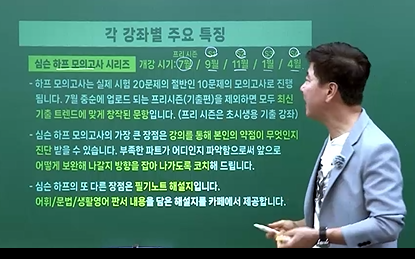 각 강좌별 주요 특징
프리시즌
심슨 하프 모의고사 시리즈 개강 시기: 7월 / 9월 / 11월 / 1월 / 4월
- 하프 모의고사는 실제 시험 20문제의 절반인 10문제의 모의고사로 진행
됩니다. 7월 중순에 업로드 되는 프리시즌(기출편)을 제외하면 모두 최신
기출 트렌드에 맞게 창작된 문항입니다. (프리 시즌은 초시생용 기출 강좌)
- 심슨 하프 모의고사의 가장 큰 장점은 강의를 통해 본인의 약점이 무엇인지
진단 받을 수 있습니다. 부족한 파트가 어디인지 파악함으로써 앞으로
어떻게 보완해 나갈지 방향을 잡아 나가도록 코치해 드립니다.
- 심슨 하프의 또 다른 장점은 필기노트 해설지입니다.
어휘/문법/생활영어 판서 내용을 담은 해설지를 카페에서 제공합니다.